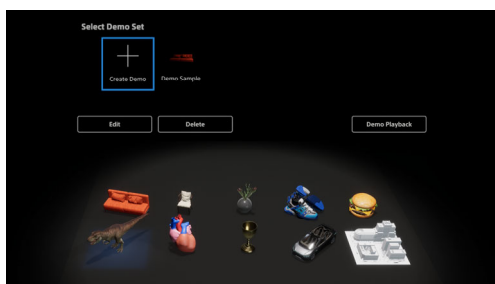 Select Demo Set
Create Demo
Demo Sample
Edit
Delete
Demo Playback